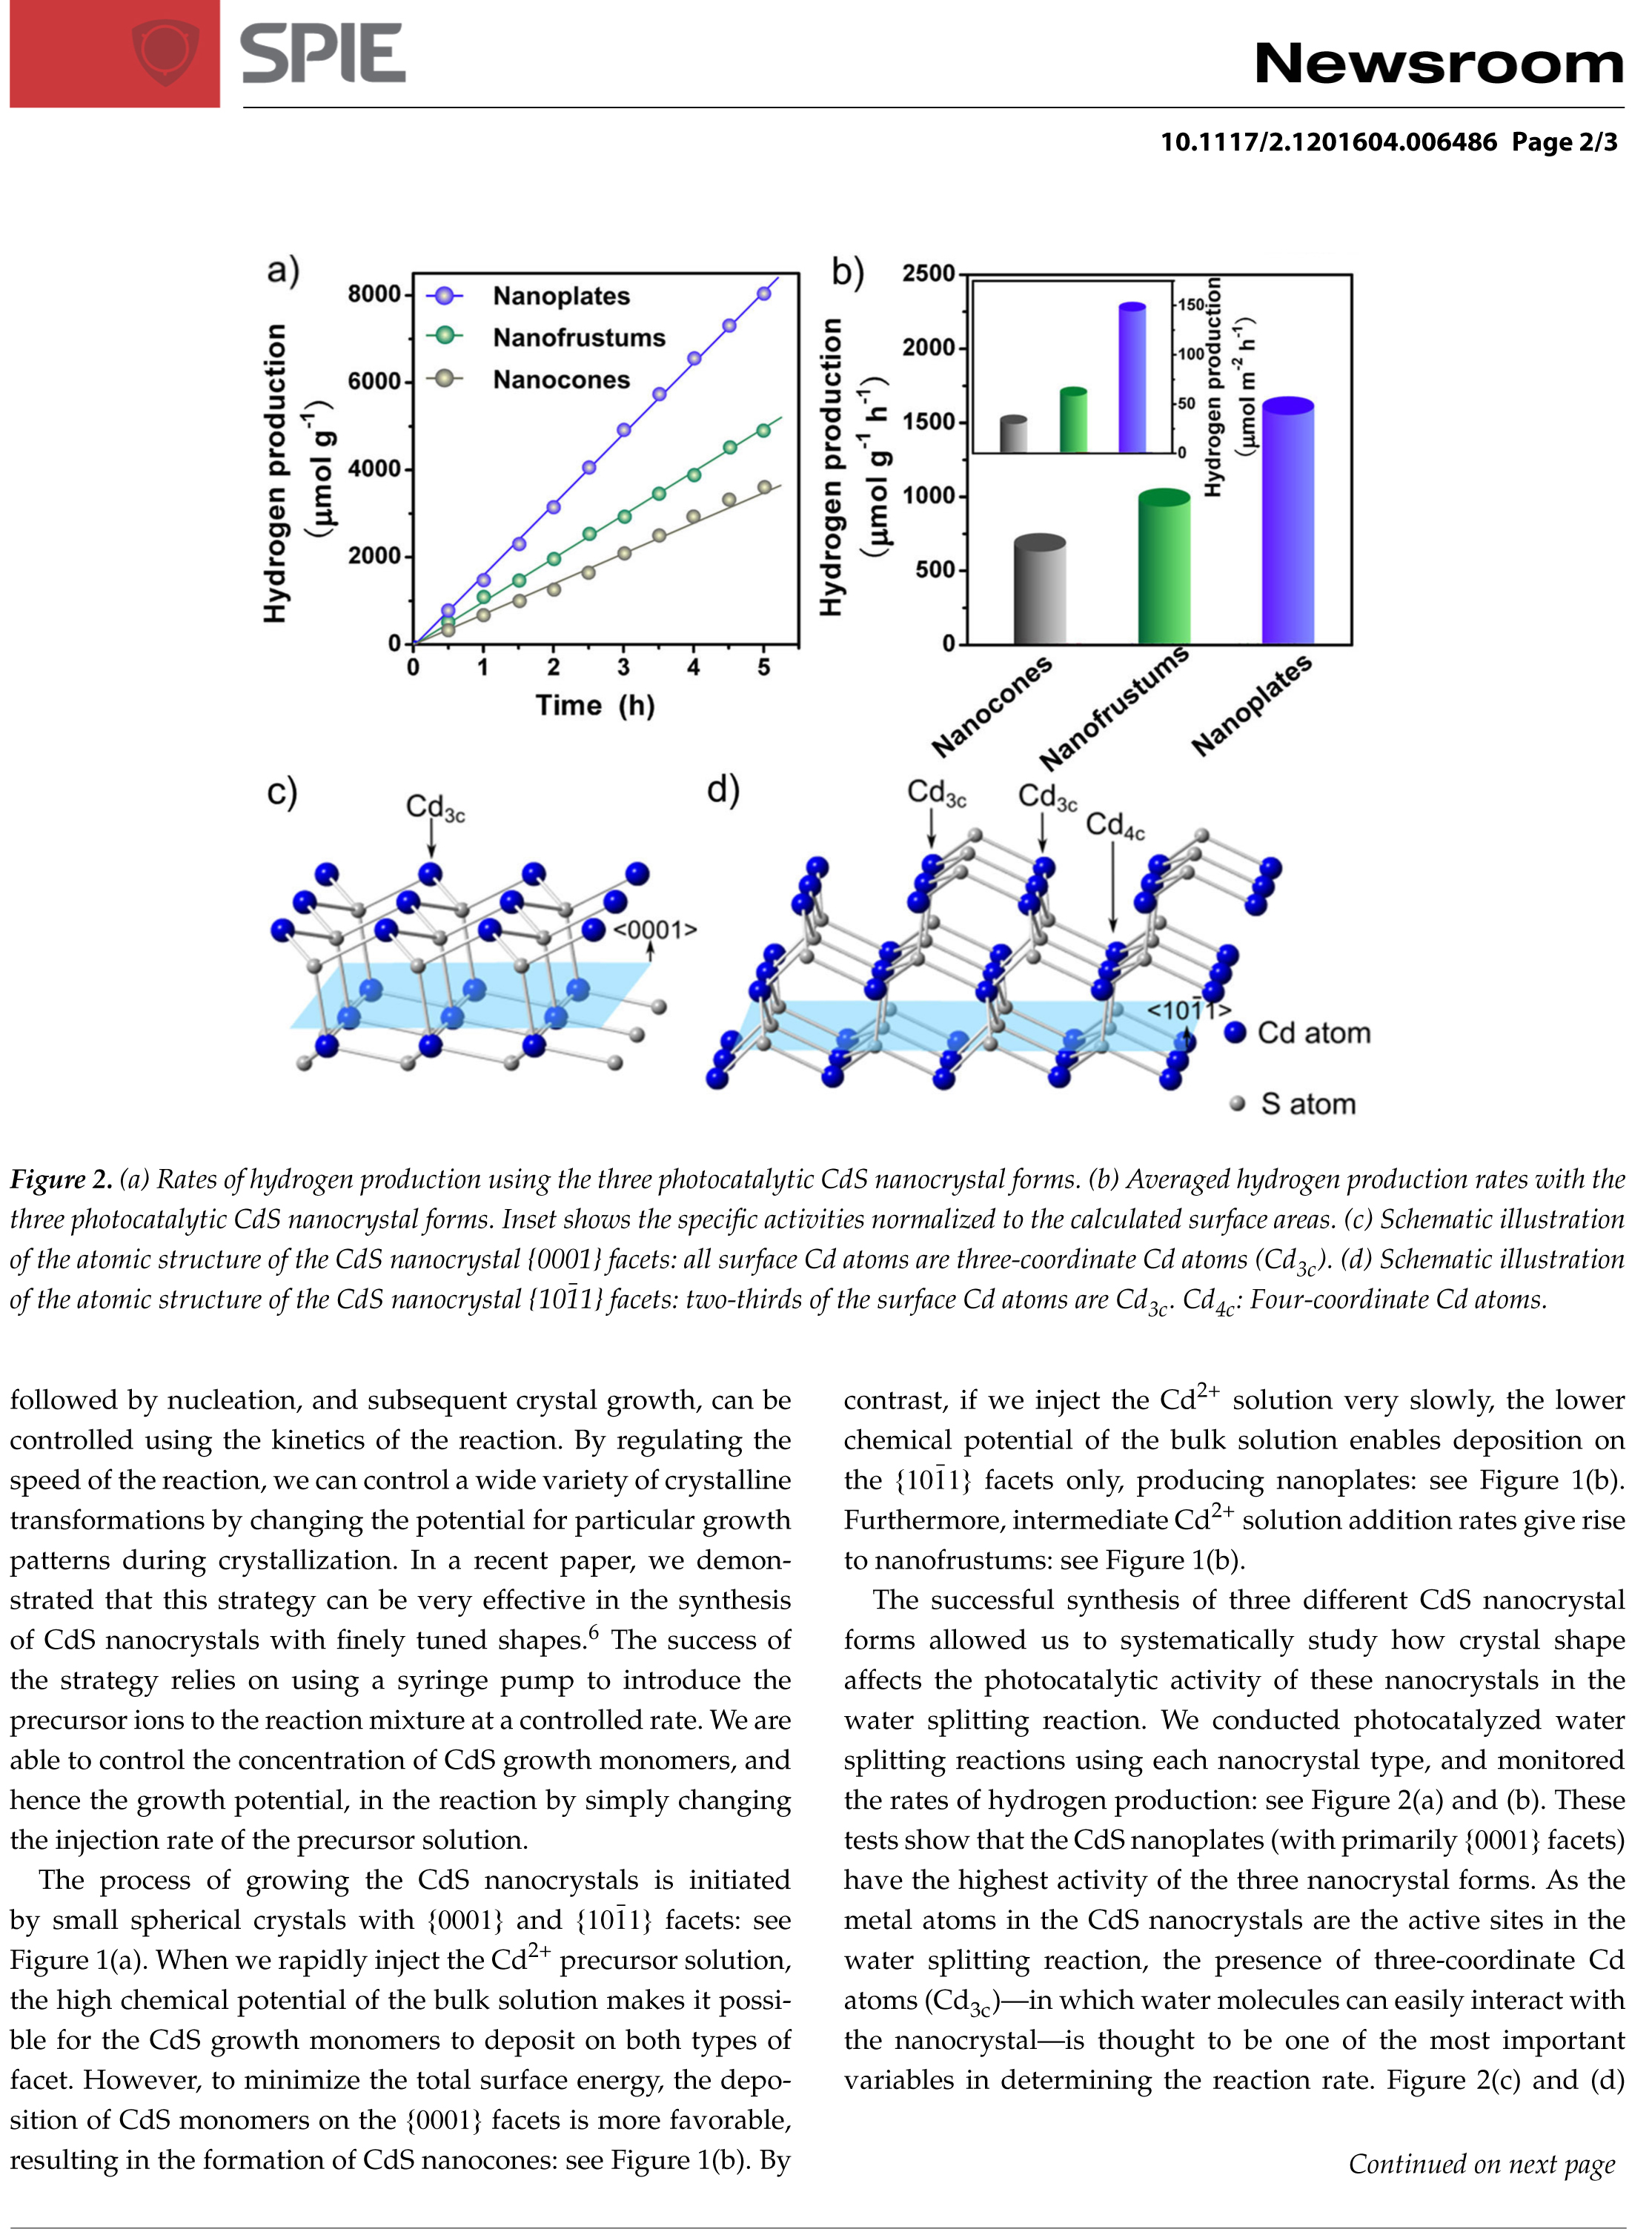 SPIE
Newsroom
10.1117/2.1201604.006486 Page 2/3
a)
Hydrogen production
(μmol g⁻¹)
8000
6000
4000
2000
0
Nanoplates
Nanofrustums
Nanocones
0 1 2 3 4 5
Time (h)
b)
Hydrogen production
(μmol g⁻¹ h⁻¹)
2500
2000
1500
1000
500
0
150
100
50
0
Hydrogen production
(μmol m⁻² h⁻¹)
Nanocones
Nanofrustums
Nanoplates
c)
Cd₃c
<0001>
d)
Cd₃c
Cd₃c
Cd₄c
<101̄1>
Cd atom
S atom
Figure 2. (a) Rates of hydrogen production using the three photocatalytic CdS nanocrystal forms. (b) Averaged hydrogen production rates with the
three photocatalytic CdS nanocrystal forms. Inset shows the specific activities normalized to the calculated surface areas. (c) Schematic illustration
of the atomic structure of the CdS nanocrystal {0001} facets: all surface Cd atoms are three-coordinate Cd atoms (Cd₃c). (d) Schematic illustration
of the atomic structure of the CdS nanocrystal {101̄1} facets: two-thirds of the surface Cd atoms are Cd₃c. Cd₄c: Four-coordinate Cd atoms.
followed by nucleation, and subsequent crystal growth, can be
controlled using the kinetics of the reaction. By regulating the
speed of the reaction, we can control a wide variety of crystalline
transformations by changing the potential for particular growth
patterns during crystallization. In a recent paper, we demon-
strated that this strategy can be very effective in the synthesis
of CdS nanocrystals with finely tuned shapes.⁶ The success of
the strategy relies on using a syringe pump to introduce the
precursor ions to the reaction mixture at a controlled rate. We are
able to control the concentration of CdS growth monomers, and
hence the growth potential, in the reaction by simply changing
the injection rate of the precursor solution.
The process of growing the CdS nanocrystals is initiated
by small spherical crystals with {0001} and {101̄1} facets: see
Figure 1(a). When we rapidly inject the Cd²⁺ precursor solution,
the high chemical potential of the bulk solution makes it possi-
ble for the CdS growth monomers to deposit on both types of
facet. However, to minimize the total surface energy, the depo-
sition of CdS monomers on the {0001} facets is more favorable,
resulting in the formation of CdS nanocones: see Figure 1(b). By
contrast, if we inject the Cd²⁺ solution very slowly, the lower
chemical potential of the bulk solution enables deposition on
the {101̄1} facets only, producing nanoplates: see Figure 1(b).
Furthermore, intermediate Cd²⁺ solution addition rates give rise
to nanofrustums: see Figure 1(b).
The successful synthesis of three different CdS nanocrystal
forms allowed us to systematically study how crystal shape
affects the photocatalytic activity of these nanocrystals in the
water splitting reaction. We conducted photocatalyzed water
splitting reactions using each nanocrystal type, and monitored
the rates of hydrogen production: see Figure 2(a) and (b). These
tests show that the CdS nanoplates (with primarily {0001} facets)
have the highest activity of the three nanocrystal forms. As the
metal atoms in the CdS nanocrystals are the active sites in the
water splitting reaction, the presence of three-coordinate Cd
atoms (Cd₃c)—in which water molecules can easily interact with
the nanocrystal—is thought to be one of the most important
variables in determining the reaction rate. Figure 2(c) and (d)
Continued on next page